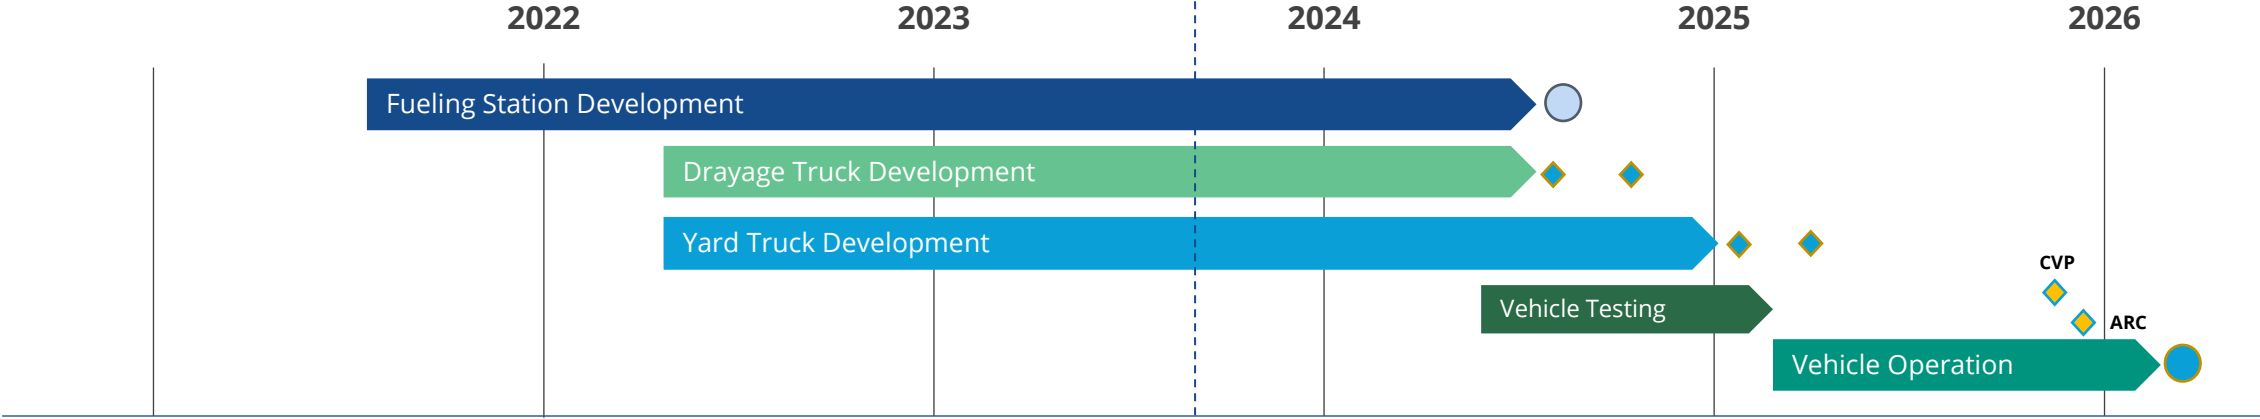 2022 2023 2024 2025 2026
Fueling Station Development
Drayage Truck Development
Yard Truck Development
CVP
Vehicle Testing
ARC
Vehicle Operation